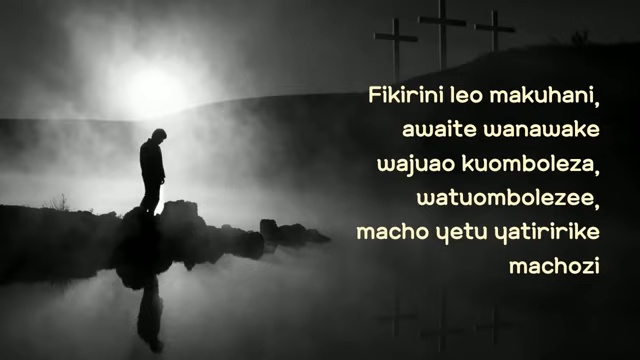 Fikirini leo makuhani,
awaite wanawake
wajuao kuomboleza,
watuombolezee,
macho yetu yatiririke
machozi